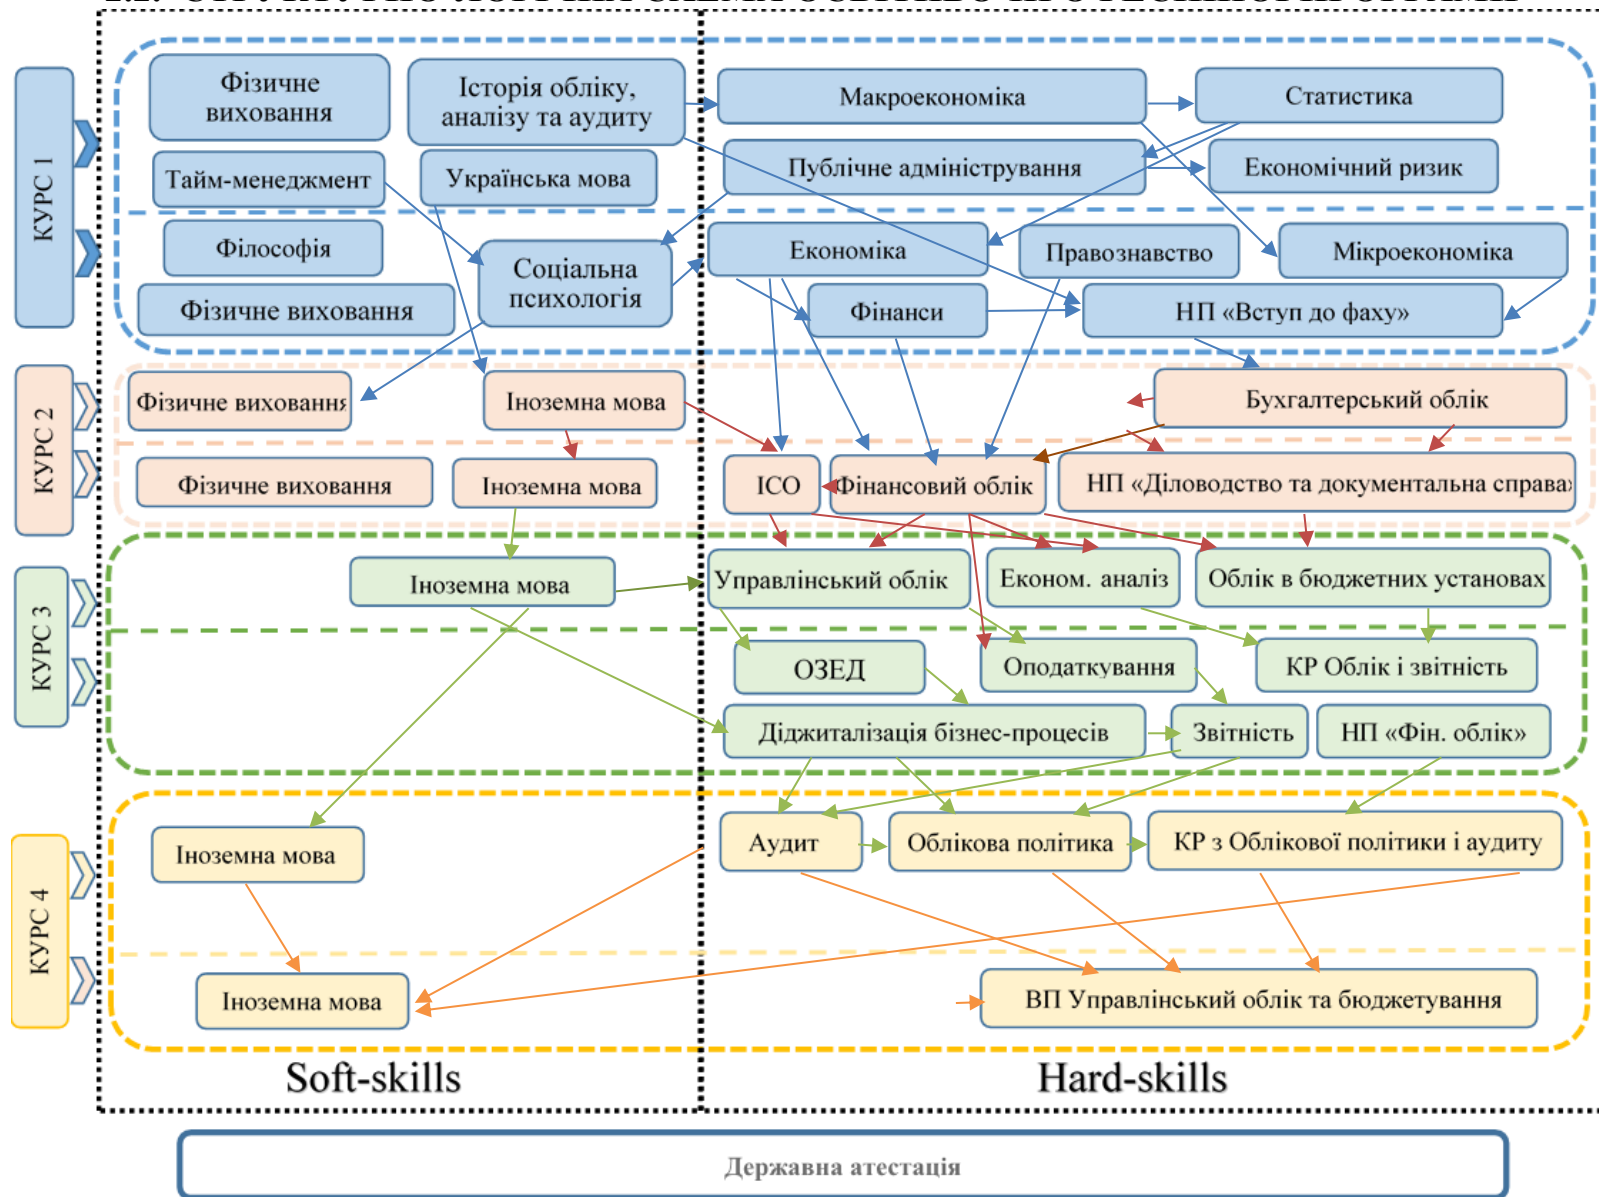 КУРС 1
Фізичне
виховання
Історія обліку,
аналізу та аудиту
Макроекономіка
Статистика
Тайм-менеджмент
Українська мова
Публічне адміністрування
Економічний ризик
Філософія
Соціальна
психологія
Економіка
Правознавство
Мікроекономіка
Фізичне виховання
Фінанси
НП «Вступ до фаху»
КУРС 2
Фізичне виховання
Іноземна мова
Бухгалтерський облік
Фізичне виховання
Іноземна мова
ІСО
Фінансовий облік
НП «Діловодство та документальна справа»
КУРС 3
Іноземна мова
Управлінський облік
Економ. аналіз
Облік в бюджетних установах
ОЗЕД
Оподаткування
КР Облік і звітність
Діджиталізація бізнес-процесів
Звітність
НП «Фін. облік»
КУРС 4
Іноземна мова
Аудит
Облікова політика
КР з Облікової політики і аудиту
Іноземна мова
ВП Управлінський облік та бюджетування
Soft-skills
Hard-skills
Державна атестація